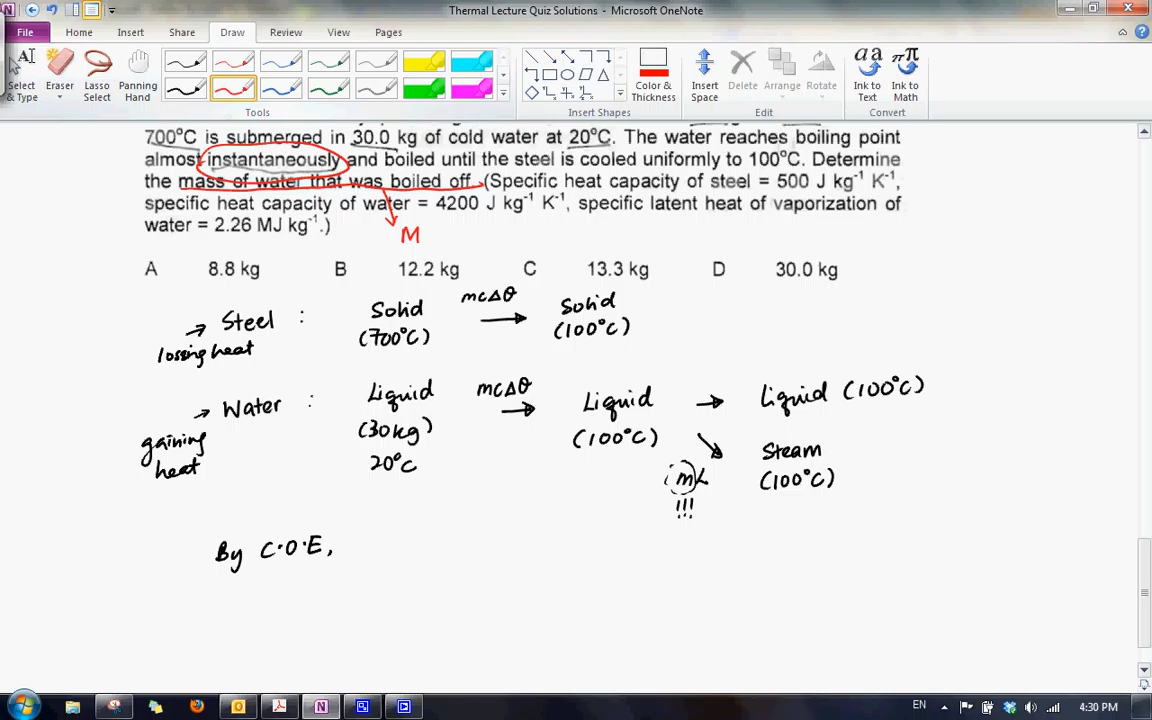 Thermal Lecture Quiz Solutions - Microsoft OneNote
File Home Insert Share Draw Review View Pages
Select & Type
Eraser
Lasso Select
Panning Hand
Color & Thickness
Insert Space
Delete
Arrange
Rotate
Ink to Text
Ink to Math
Tools
Insert Shapes
Edit
Convert
700°C is submerged in 30.0 kg of cold water at 20°C. The water reaches boiling point
almost instantaneously and boiled until the steel is cooled uniformly to 100°C. Determine
the mass of water that was boiled off. (Specific heat capacity of steel = 500 J kg⁻¹ K⁻¹,
specific heat capacity of water = 4200 J kg⁻¹ K⁻¹, specific latent heat of vaporization of
water = 2.26 MJ kg⁻¹.)
M
A 8.8 kg B 12.2 kg C 13.3 kg D 30.0 kg
→ Steel : Solid mcΔθ → Solid
lossing heat (700°C) (100°C)
→ Water : Liquid mcΔθ → Liquid → Liquid (100°C)
gaining heat (30kg) (100°C) ↘ Steam
20°C mL (100°C)
!!!
By C.O.E,
EN 4:30 PM